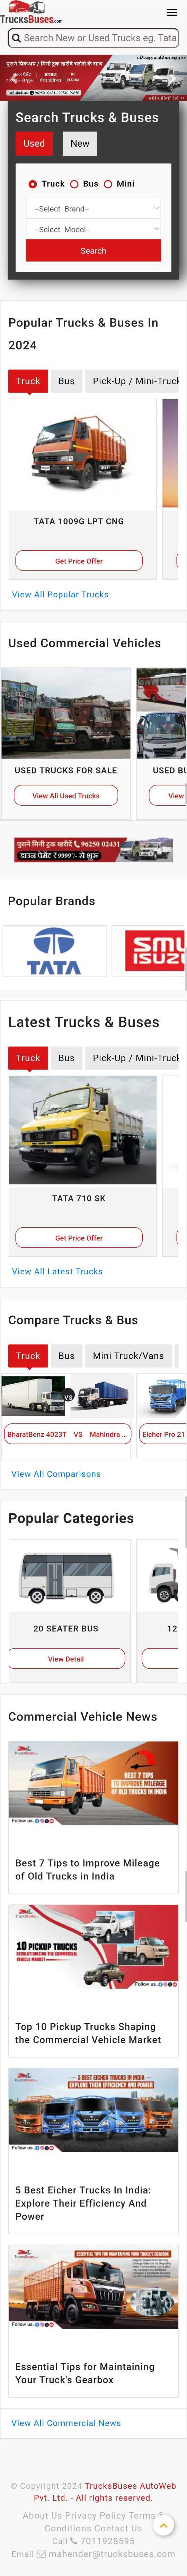 TrucksBuses.com
Search New or Used Trucks eg. Tata
Search Trucks & Buses
Used
New
Truck
Bus
Mini
--Select Brand--
--Select Model--
Search
Popular Trucks & Buses In
2024
Truck
Bus
Pick-Up / Mini-Truck
TATA 1009G LPT CNG
Get Price Offer
View All Popular Trucks
Used Commercial Vehicles
USED TRUCKS FOR SALE
USED BU
View All Used Trucks
View
पुराने ट्रक खरीदें 96250 02431
डाउन पेमेंट ₹ 9999/- से शुरू
Popular Brands
TATA
SML
ISUZU
Latest Trucks & Buses
Truck
Bus
Pick-Up / Mini-Truck
TATA 710 SK
Get Price Offer
View All Latest Trucks
Compare Trucks & Bus
Truck
Bus
Mini Truck/Vans
VS
BharatBenz 4023T VS Mahindra ...
Eicher Pro 21
View All Comparisons
Popular Categories
20 SEATER BUS
12
View Detail
Commercial Vehicle News
BEST 7 TIPS
TO IMPROVE MILEAGE
OF OLD TRUCKS IN INDIA
Follow us.
Best 7 Tips to Improve Mileage
of Old Trucks in India
10 PICKUP TRUCKS
REVOLUTIONIZING THE COMMERCIAL
VEHICLE MARKET
Follow us.
Top 10 Pickup Trucks Shaping
the Commercial Vehicle Market
5 BEST EICHER TRUCKS IN INDIA:
EXPLORE THEIR EFFICIENCY AND POWER
Follow us.
5 Best Eicher Trucks In India:
Explore Their Efficiency And
Power
ESSENTIAL TIPS FOR MAINTAINING YOUR TRUCK'S GEARBOX
Follow us.
Essential Tips for Maintaining
Your Truck's Gearbox
View All Commercial News
© Copyright 2024 TrucksBuses AutoWeb
Pvt. Ltd. - All rights reserved.
About Us Privacy Policy Terms &
Conditions Contact Us
Call 7011928595
Email mahender@trucksbuses.com